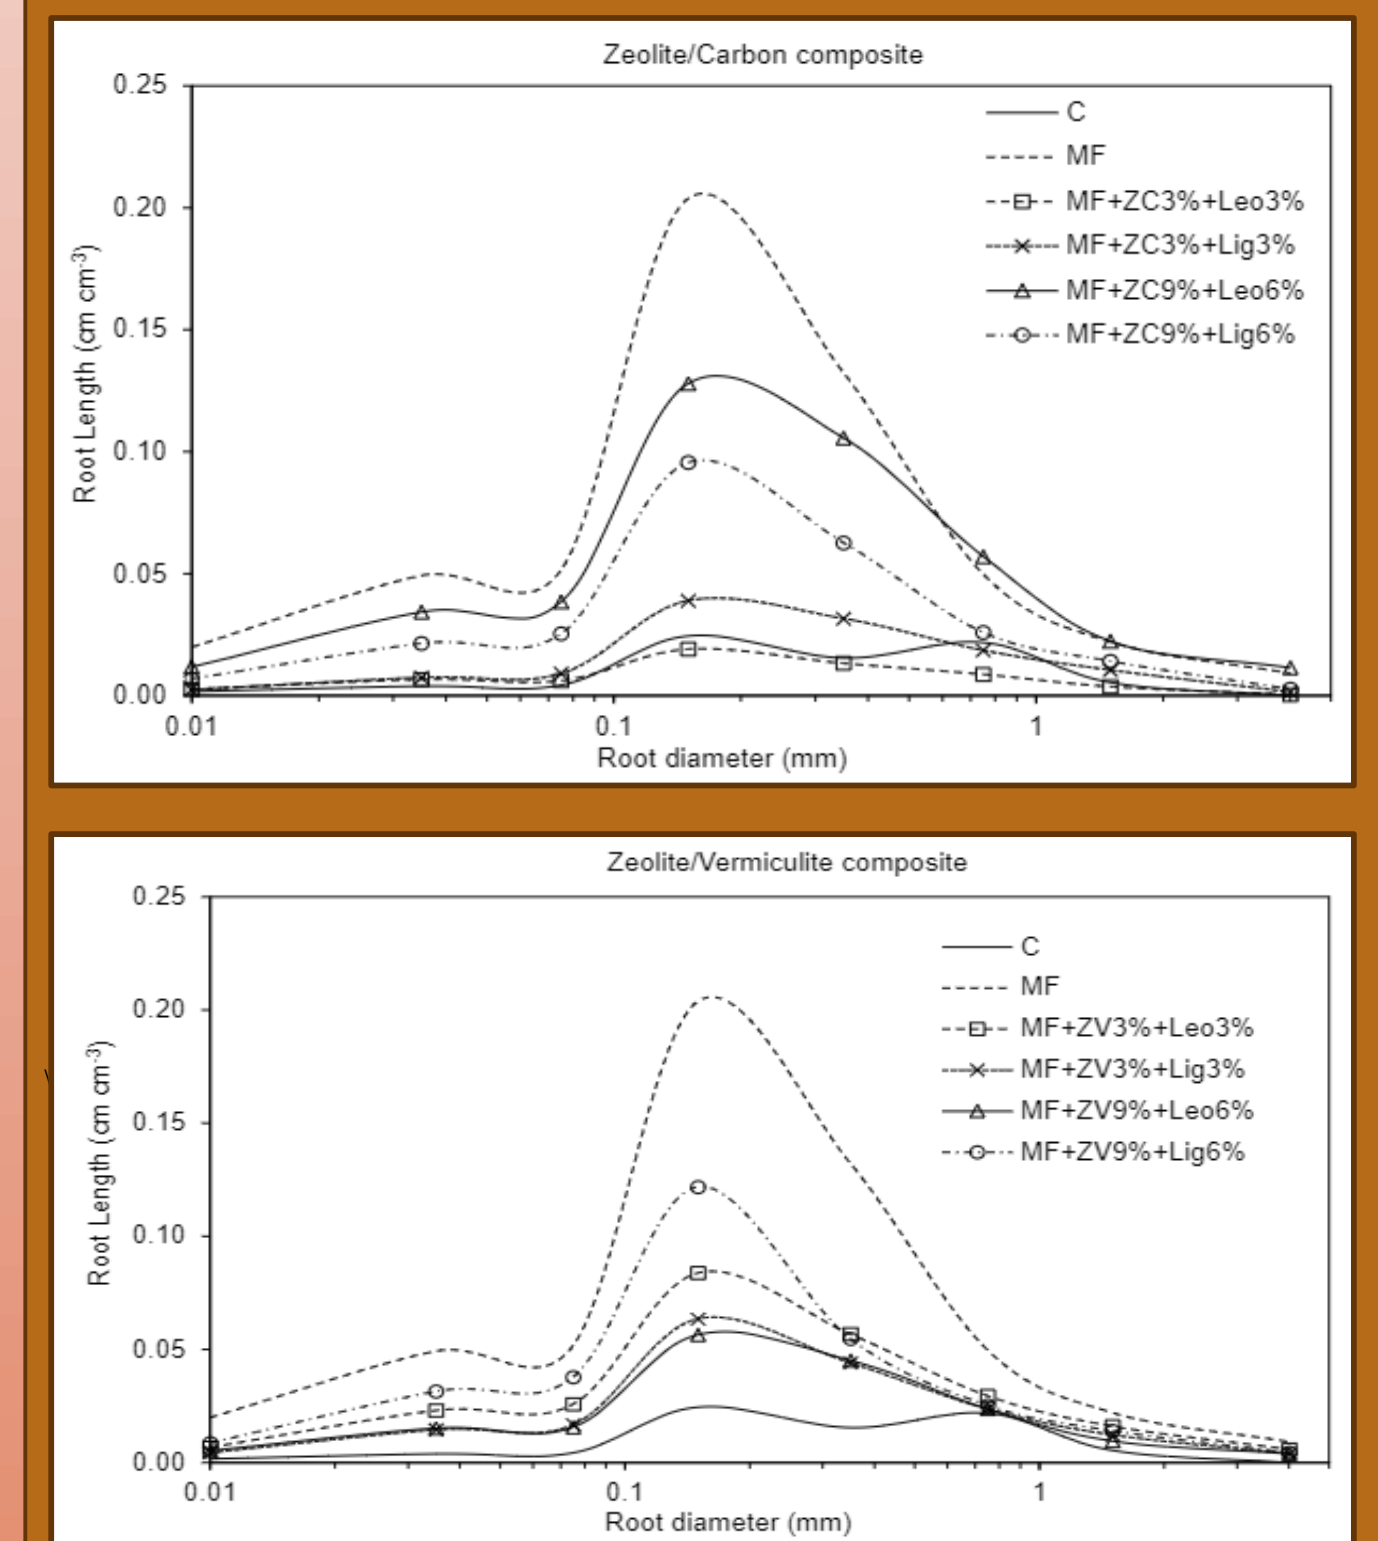 Zeolite/Carbon composite
0.25
0.20
0.15
0.10
0.05
0.00
Root Length (cm cm-3)
C
MF
MF+ZC3%+Leo3%
MF+ZC3%+Lig3%
MF+ZC9%+Leo6%
MF+ZC9%+Lig6%
0.01 0.1 1
Root diameter (mm)
Zeolite/Vermiculite composite
0.25
0.20
0.15
0.10
0.05
0.00
Root Length (cm cm-3)
C
MF
MF+ZV3%+Leo3%
MF+ZV3%+Lig3%
MF+ZV9%+Leo6%
MF+ZV9%+Lig6%
0.01 0.1 1
Root diameter (mm)